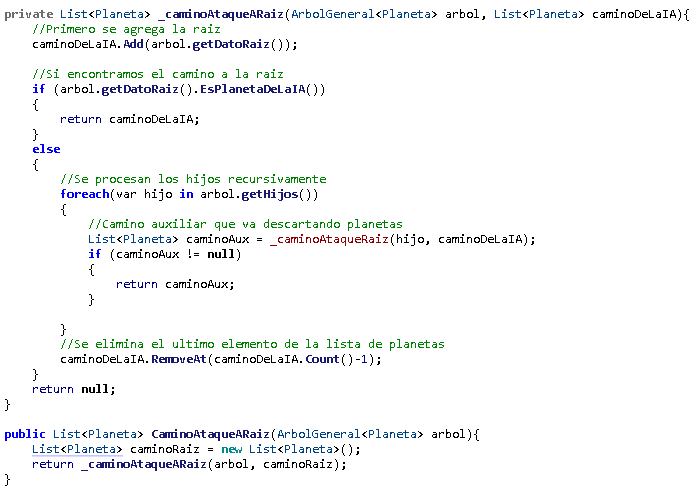 private List<Planeta> _caminoAtaqueARaiz(ArbolGeneral<Planeta> arbol, List<Planeta> caminoDeLaIA){
//Primero se agrega la raiz
caminoDeLaIA.Add(arbol.getDatoRaiz());
//Si encontramos el camino a la raiz
if (arbol.getDatoRaiz().EsPlanetaDeLaIA())
{
return caminoDeLaIA;
}
else
{
//Se procesan los hijos recursivamente
foreach(var hijo in arbol.getHijos())
{
//Camino auxiliar que va descartando planetas
List<Planeta> caminoAux = _caminoAtaqueRaiz(hijo, caminoDeLaIA);
if (caminoAux != null)
{
return caminoAux;
}
}
//Se elimina el ultimo elemento de la lista de planetas
caminoDeLaIA.RemoveAt(caminoDeLaIA.Count()-1);
}
return null;
}
public List<Planeta> CaminoAtaqueARaiz(ArbolGeneral<Planeta> arbol){
List<Planeta> caminoRaiz = new List<Planeta>();
return _caminoAtaqueARaiz(arbol, caminoRaiz);
}